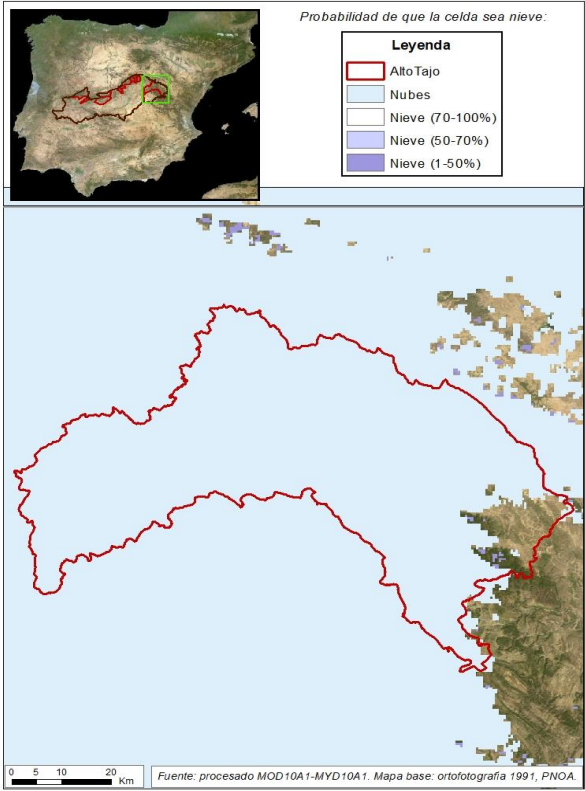 Probabilidad de que la celda sea nieve:
Leyenda
AltoTajo
Nubes
Nieve (70-100%)
Nieve (50-70%)
Nieve (1-50%)
0 5 10 20
Km
Fuente: procesado MOD10A1-MYD10A1. Mapa base: ortofotografía 1991, PNOA.